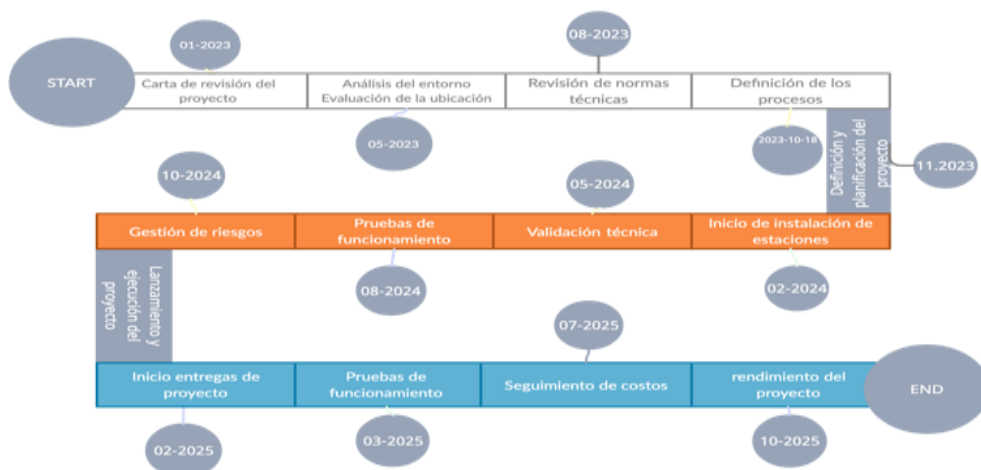 START
01-2023
08-2023
Carta de revisión del
proyecto
Análisis del entorno
Evaluación de la ubicación
Revisión de normas
técnicas
Definición de los
procesos
05-2023
2023-10-18
Definición y
planificación del
proyecto
11.2023
10-2024
05-2024
Gestión de riesgos
Pruebas de
funcionamiento
Validación técnica
Inicio de instalación de
estaciones
08-2024
02-2024
Lanzamiento y
ejecución del
proyecto
07-2025
Inicio entregas de
proyecto
Pruebas de
funcionamiento
Seguimiento de costos
rendimiento del
proyecto
END
02-2025
03-2025
10-2025